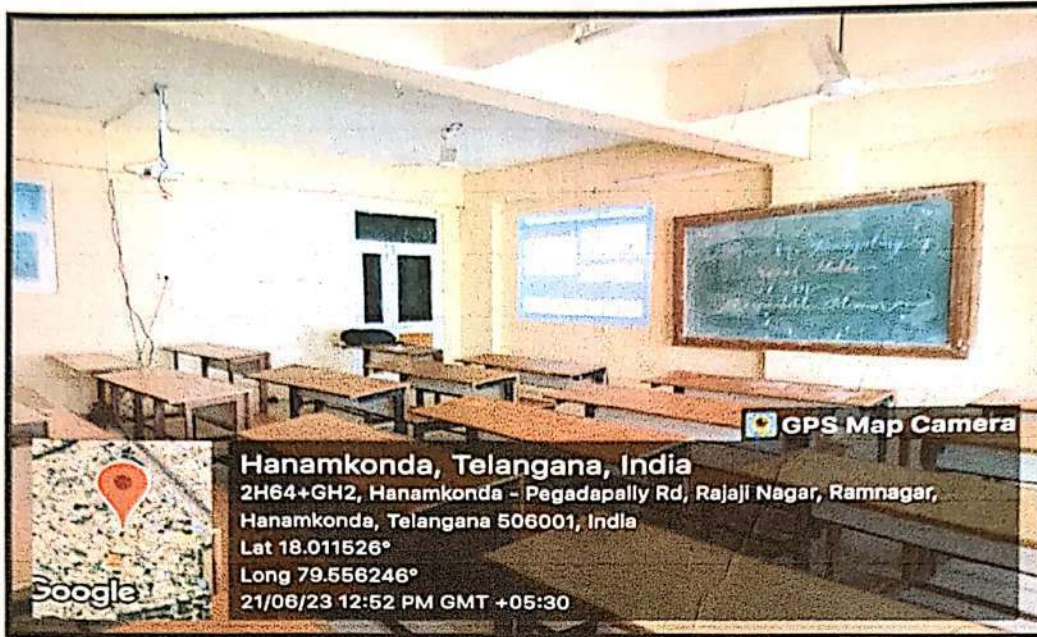 GPS Map Camera
Hanamkonda, Telangana, India
2H64+GH2, Hanamkonda - Pegadapally Rd, Rajaji Nagar, Ramnagar,
Hanamkonda, Telangana 506001, India
Lat 18.011526°
Long 79.556246°
21/06/23 12:52 PM GMT +05:30
Google